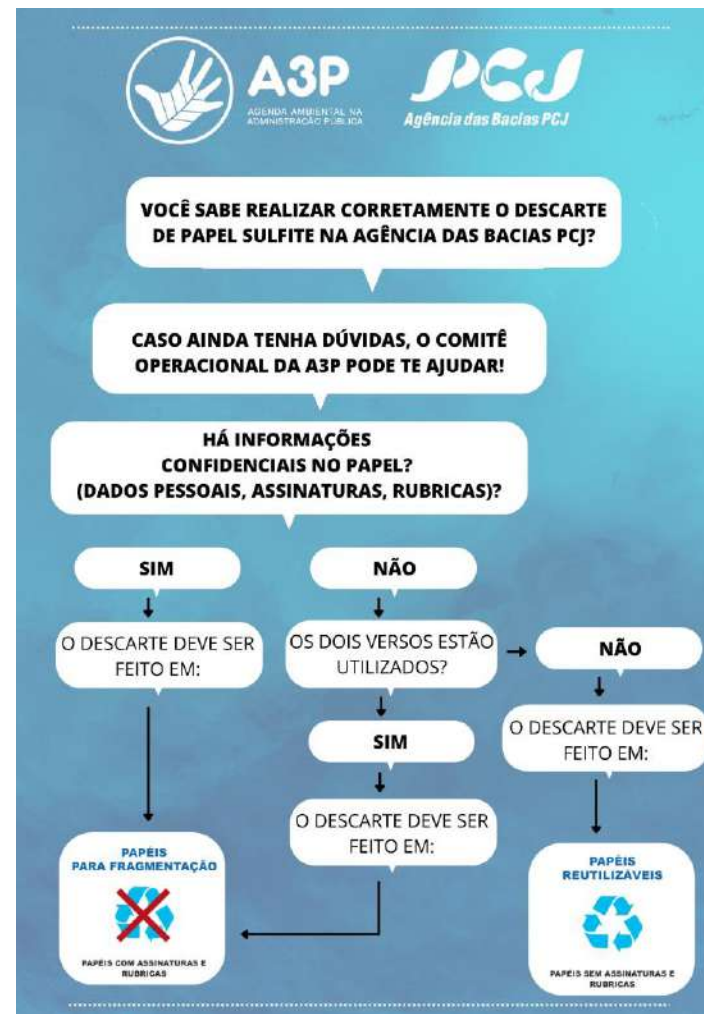 A3P
AGENDA AMBIENTAL NA
ADMINISTRAÇÃO PÚBLICA
PCJ
Agência das Bacias PCJ
VOCÊ SABE REALIZAR CORRETAMENTE O DESCARTE
DE PAPEL SULFITE NA AGÊNCIA DAS BACIAS PCJ?
CASO AINDA TENHA DÚVIDAS, O COMITÊ
OPERACIONAL DA A3P PODE TE AJUDAR!
HÁ INFORMAÇÕES
CONFIDENCIAIS NO PAPEL?
(DADOS PESSOAIS, ASSINATURAS, RUBRICAS)?
SIM
NÃO
O DESCARTE DEVE SER
FEITO EM:
OS DOIS VERSOS ESTÃO
UTILIZADOS?
NÃO
SIM
O DESCARTE DEVE SER
FEITO EM:
O DESCARTE DEVE SER
FEITO EM:
PAPÉIS
PARA FRAGMENTAÇÃO
PAPÉIS COM ASSINATURAS E
RUBRICAS
PAPÉIS
REUTILIZÁVEIS
PAPÉIS SEM ASSINATURAS E
RUBRICAS